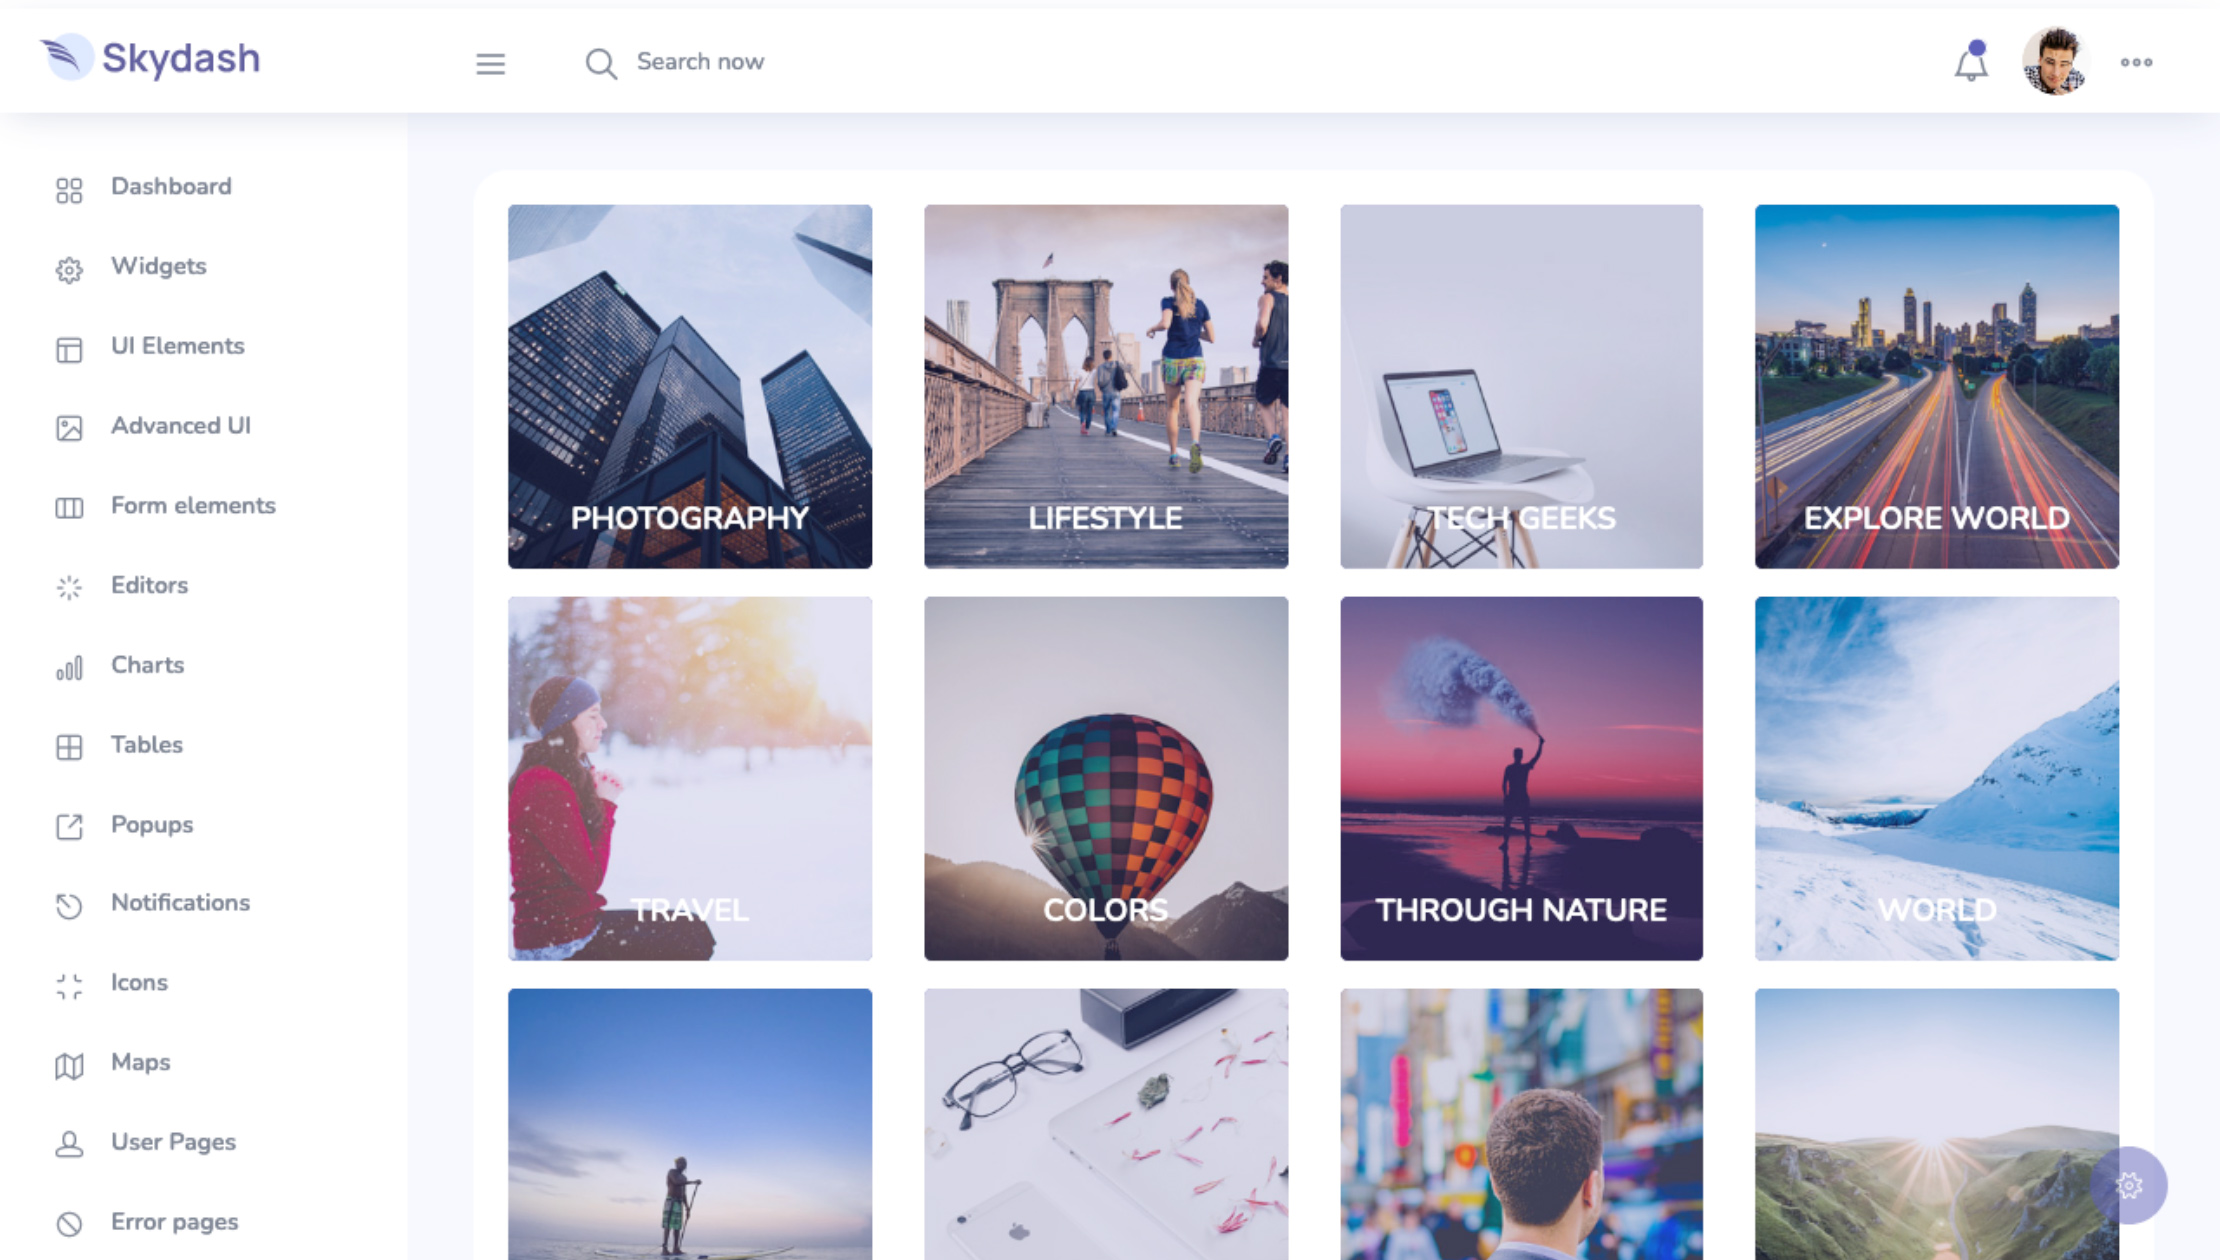 Skydash
Search now
Dashboard
Widgets
UI Elements
Advanced UI
Form elements
Editors
Charts
Tables
Popups
Notifications
Icons
Maps
User Pages
Error pages
PHOTOGRAPHY
LIFESTYLE
TECH GEEKS
EXPLORE WORLD
TRAVEL
COLORS
THROUGH NATURE
WORLD